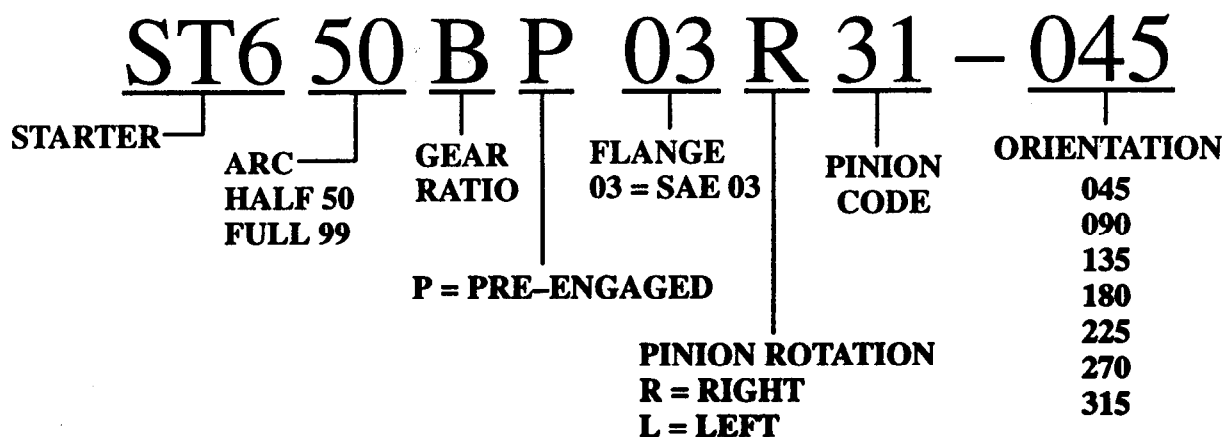 ST6 50 B P 03 R 31 – 045
STARTER
ARC
HALF 50
FULL 99
GEAR
RATIO
P = PRE–ENGAGED
FLANGE
03 = SAE 03
PINION ROTATION
R = RIGHT
L = LEFT
PINION
CODE
ORIENTATION
045
090
135
180
225
270
315